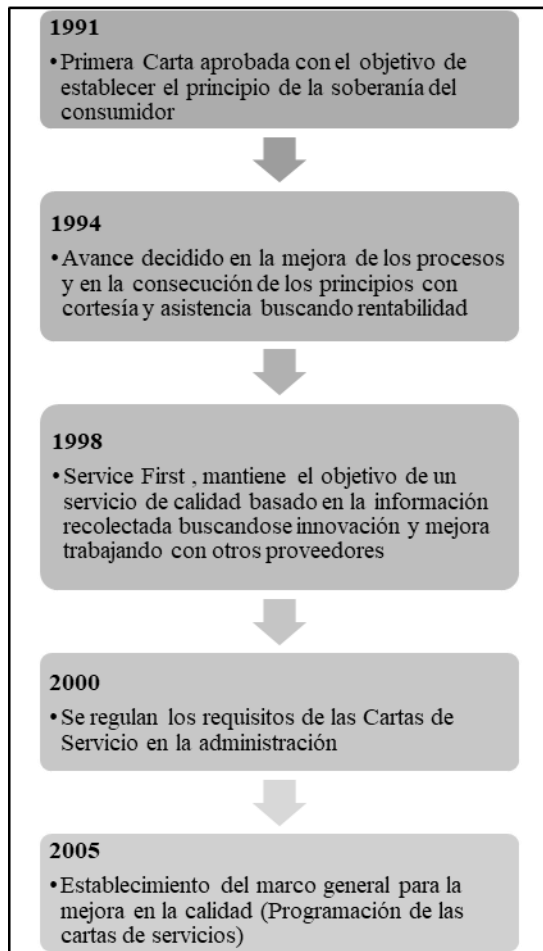 1991
• Primera Carta aprobada con el objetivo de
establecer el principio de la soberanía del
consumidor
1994
• Avance decidido en la mejora de los procesos
y en la consecución de los principios con
cortesía y asistencia buscando rentabilidad
1998
• Service First , mantiene el objetivo de un
servicio de calidad basado en la información
recolectada buscandose innovación y mejora
trabajando con otros proveedores
2000
• Se regulan los requisitos de las Cartas de
Servicio en la administración
2005
• Establecimiento del marco general para la
mejora en la calidad (Programación de las
cartas de servicios)